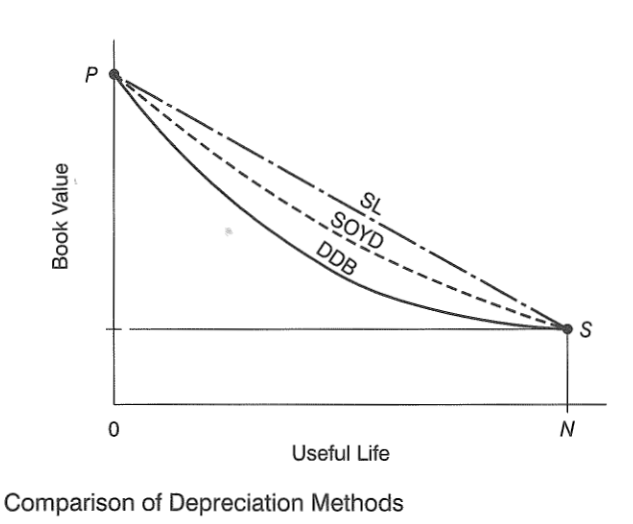 P
Book Value
SL
SOYD
DDB
S
0
N
Useful Life
Comparison of Depreciation Methods